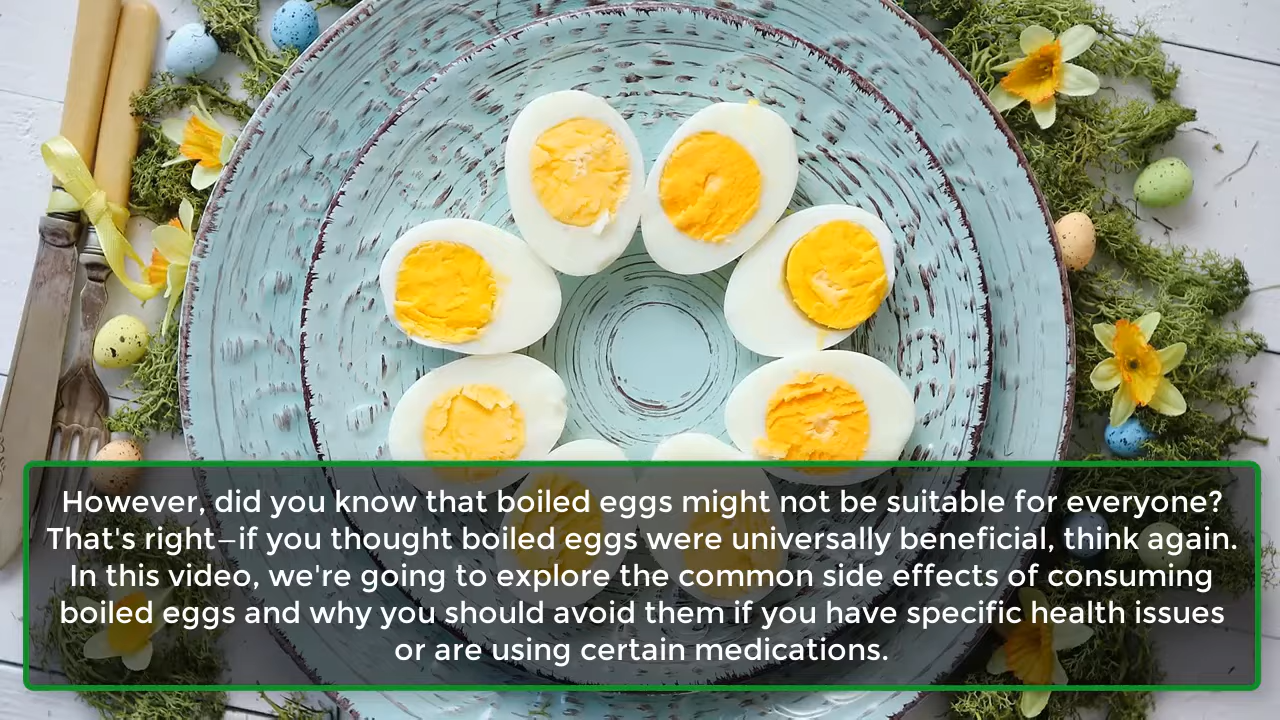 However, did you know that boiled eggs might not be suitable for everyone?
That's right—if you thought boiled eggs were universally beneficial, think again.
In this video, we're going to explore the common side effects of consuming
boiled eggs and why you should avoid them if you have specific health issues
or are using certain medications.